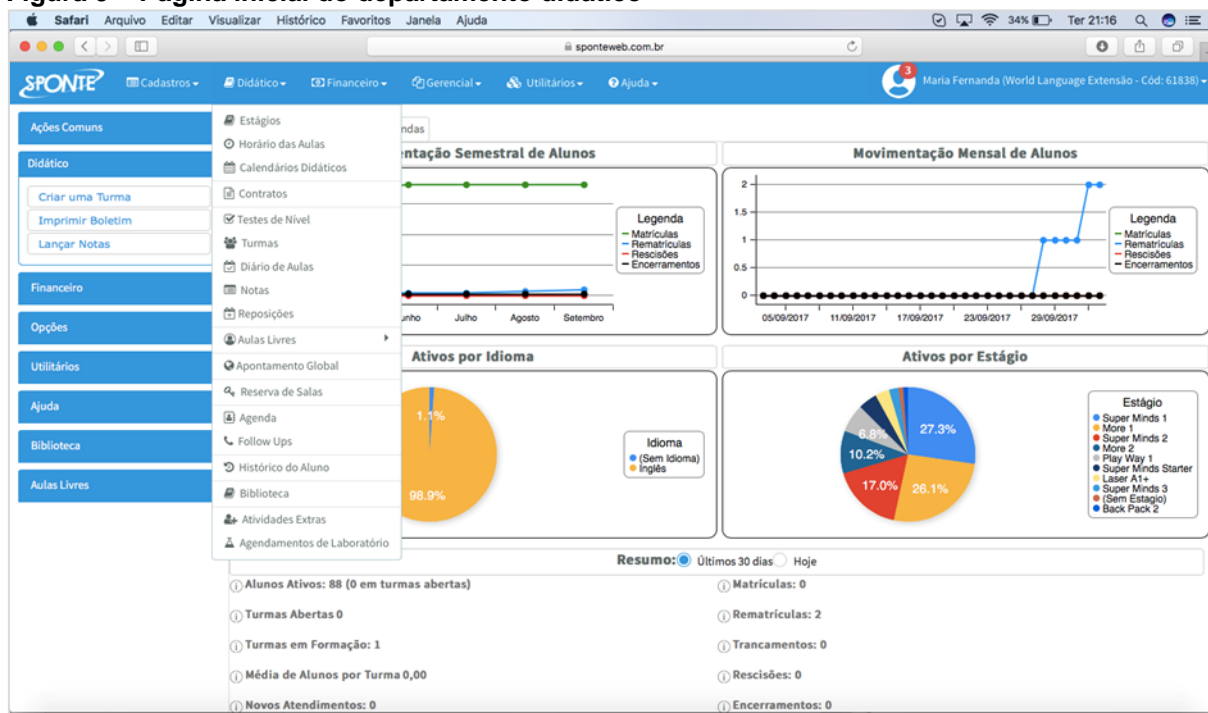 Safari Arquivo Editar Visualizar Histórico Favoritos Janela Ajuda 34% Ter 21:16
sponteweb.com.br
SPONTE Cadastros Didático Financeiro Gerencial Utilitários Ajuda 3 Maria Fernanda (World Language Extensão - Cód: 61838)
Ações Comuns
Didático
Criar uma Turma
Imprimir Boletim
Lançar Notas
Financeiro
Opções
Utilitários
Ajuda
Biblioteca
Aulas Livres
Estágios
Horário das Aulas
Calendários Didáticos
Contratos
Testes de Nível
Turmas
Diário de Aulas
Notas
Reposições
Aulas Livres
Apontamento Global
Reserva de Salas
Agenda
Follow Ups
Histórico do Aluno
Biblioteca
Atividades Extras
Agendamentos de Laboratório
ndas
entação Semestral de Alunos
Legenda
Matrículas
Rematrículas
Rescisões
Encerramentos
unho Julho Agosto Setembro
Movimentação Mensal de Alunos
2
1.5
1
0.5
0
05/09/2017 11/09/2017 17/09/2017 23/09/2017 29/09/2017
Legenda
Matrículas
Rematrículas
Rescisões
Encerramentos
Ativos por Idioma
1.1%
98.9%
Idioma
(Sem Idioma)
Inglês
Ativos por Estágio
27.3%
26.1%
17.0%
10.2%
6.8%
Estágio
Super Minds 1
More 1
Super Minds 2
More 2
Play Way 1
Super Minds Starter
Laser A1+
Super Minds 3
(Sem Estagio)
Back Pack 2
Resumo: Últimos 30 dias Hoje
Alunos Ativos: 88 (0 em turmas abertas)
Turmas Abertas 0
Turmas em Formação: 1
Média de Alunos por Turma 0,00
Novos Atendimentos: 0
Matrículas: 0
Rematrículas: 2
Trancamentos: 0
Rescisões: 0
Encerramentos: 0